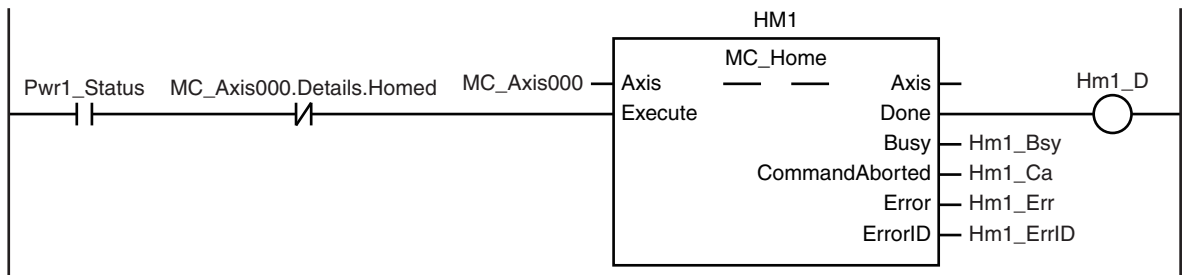 HM1
MC_Home
Pwr1_Status MC_Axis000.Details.Homed MC_Axis000 Axis Axis Hm1_D
Execute Done
Busy Hm1_Bsy
CommandAborted Hm1_Ca
Error Hm1_Err
ErrorID Hm1_ErrID